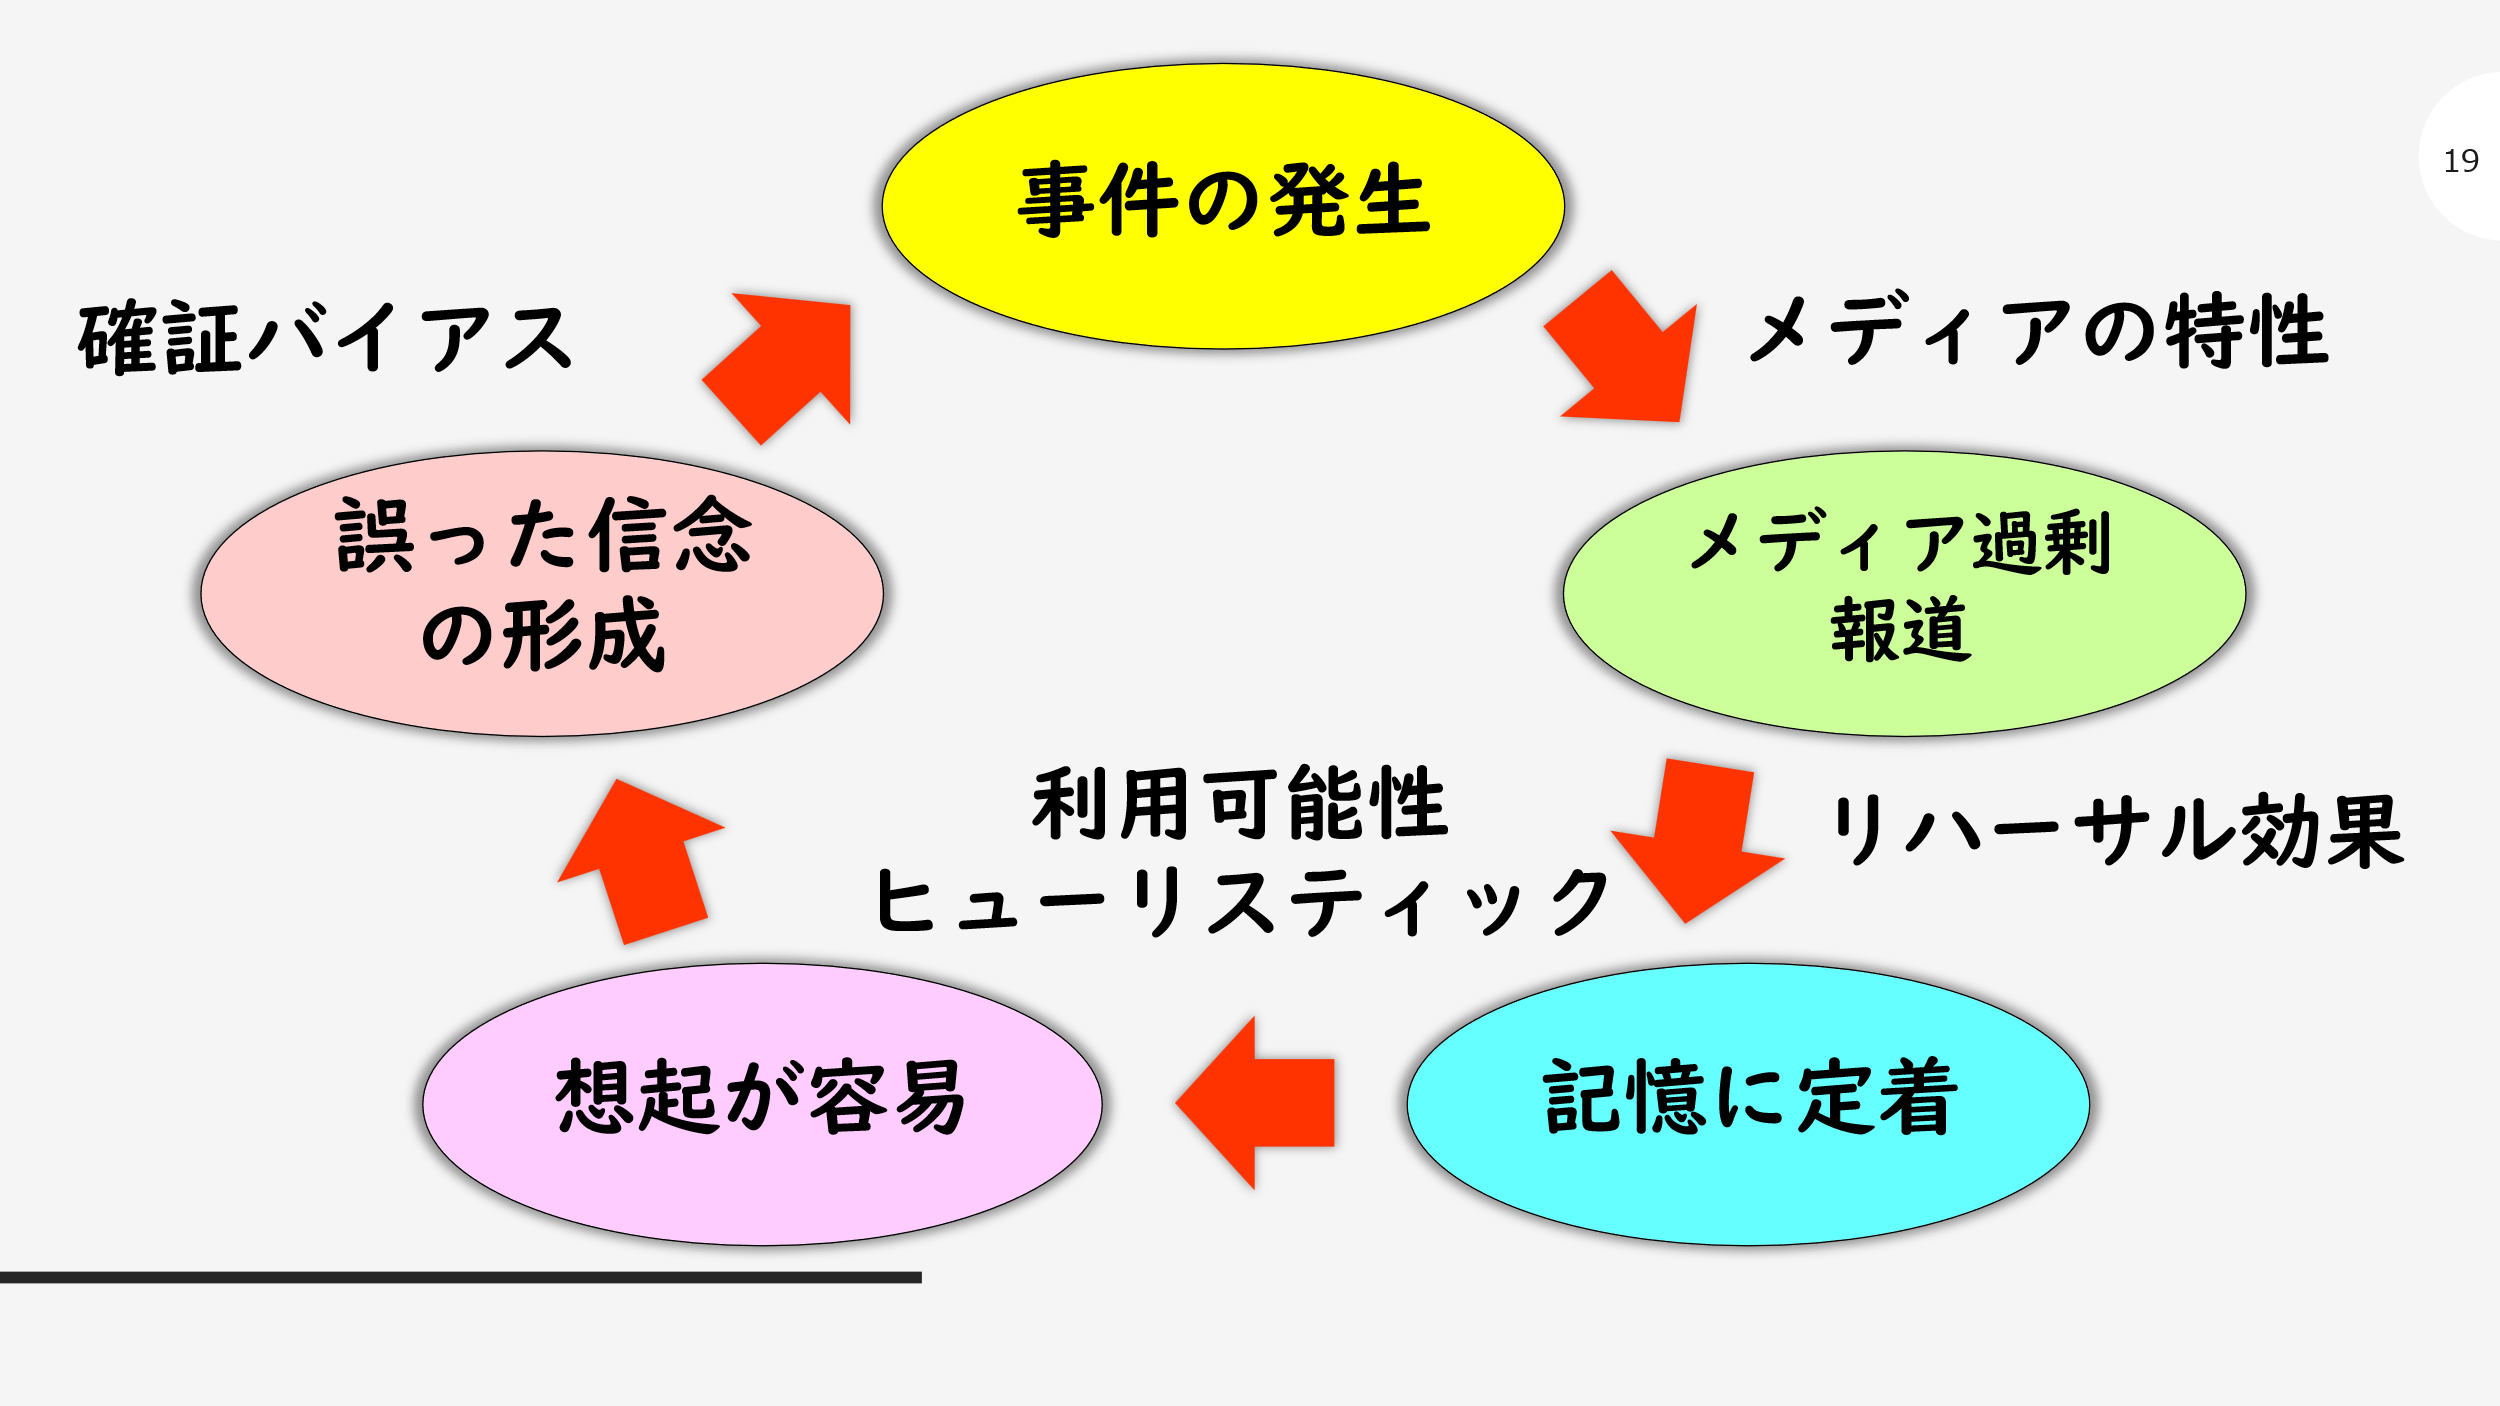 19
事件の発生
確証バイアス
メディアの特性
誤った信念
の形成
メディア過剰
報道
利用可能性
ヒューリスティック
リハーサル効果
想起が容易
記憶に定着